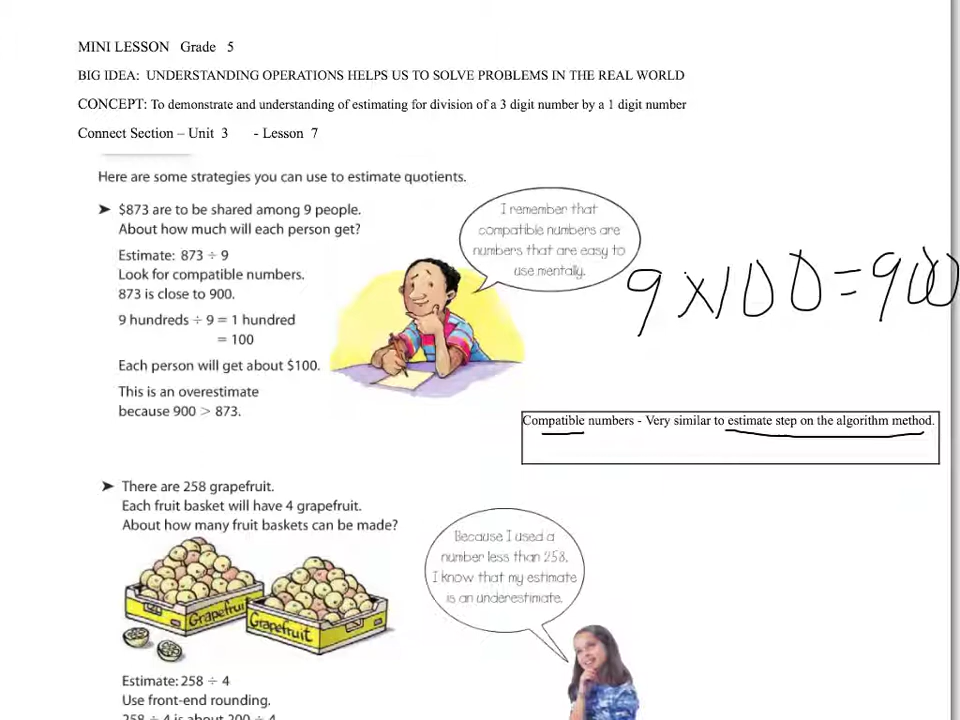 MINI LESSON Grade 5
BIG IDEA: UNDERSTANDING OPERATIONS HELPS US TO SOLVE PROBLEMS IN THE REAL WORLD
CONCEPT: To demonstrate and understanding of estimating for division of a 3 digit number by a 1 digit number
Connect Section – Unit 3 - Lesson 7
Here are some strategies you can use to estimate quotients.
➤ $873 are to be shared among 9 people.
About how much will each person get?
Estimate: 873 ÷ 9
Look for compatible numbers.
873 is close to 900.
9 hundreds ÷ 9 = 1 hundred
= 100
Each person will get about $100.
This is an overestimate
because 900 > 873.
I remember that
compatible numbers are
numbers that are easy to
use mentally.
9 x 100 = 900
Compatible numbers - Very similar to estimate step on the algorithm method.
➤ There are 258 grapefruit.
Each fruit basket will have 4 grapefruit.
About how many fruit baskets can be made?
Because I used a
number less than 258,
I know that my estimate
is an underestimate.
Grapefruit
Grapefruit
Estimate: 258 ÷ 4
Use front-end rounding.
258 ÷ 4 is about 200 ÷ 4